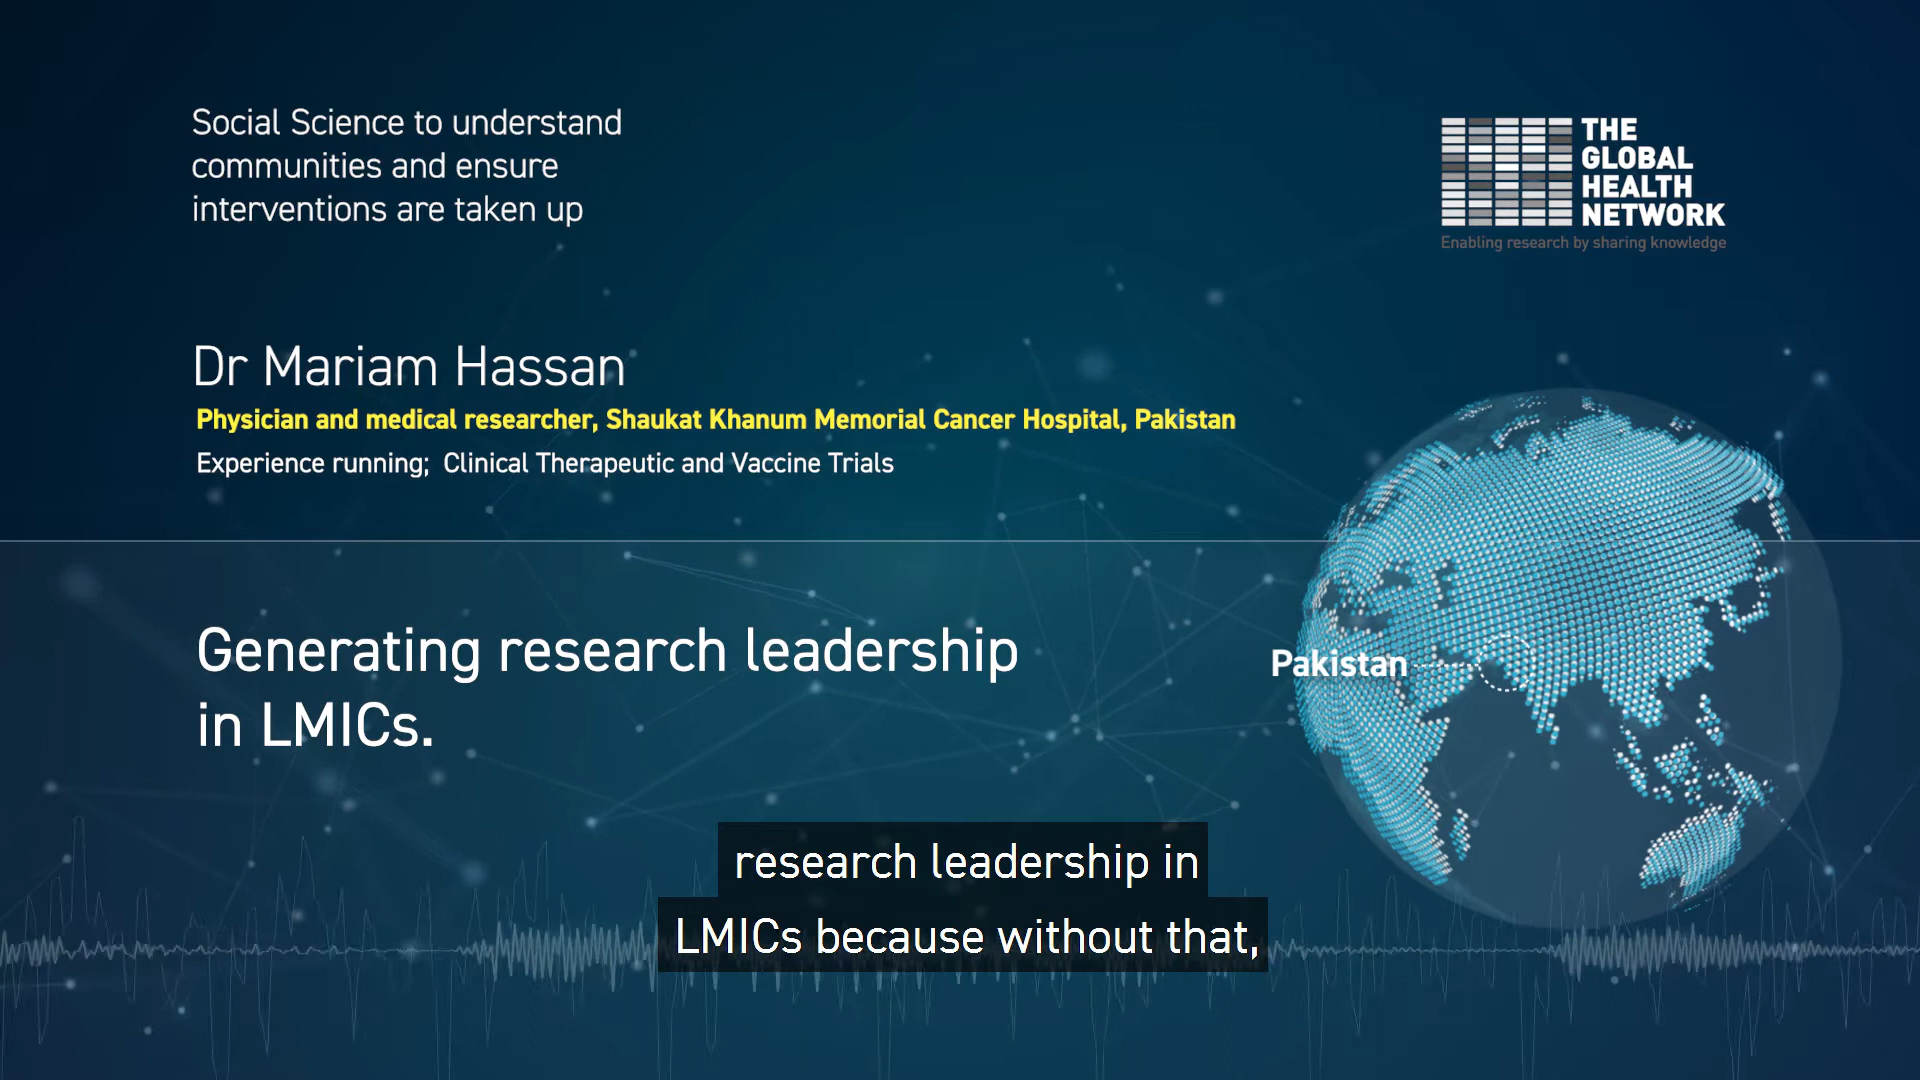 Social Science to understand
communities and ensure
interventions are taken up
THE
GLOBAL
HEALTH
NETWORK
Enabling research by sharing knowledge
Dr Mariam Hassan
Physician and medical researcher, Shaukat Khanum Memorial Cancer Hospital, Pakistan
Experience running; Clinical Therapeutic and Vaccine Trials
Generating research leadership
in LMICs.
Pakistan
research leadership in
LMICs because without that,